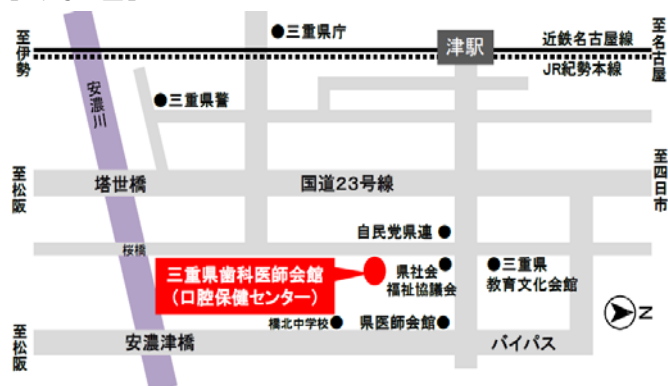 ●三重県庁
津駅
近鉄名古屋線
JR紀勢本線
至伊勢
至名古屋
安濃川
●三重県警
至松阪
塔世橋
国道23号線
至四日市
自民党県連●
桜橋
三重県歯科医師会館
(口腔保健センター)
県社会●
福祉協議会
●三重県
教育文化会館
N
橋北中学校●
県医師会館●
至松阪
安濃津橋
バイパス